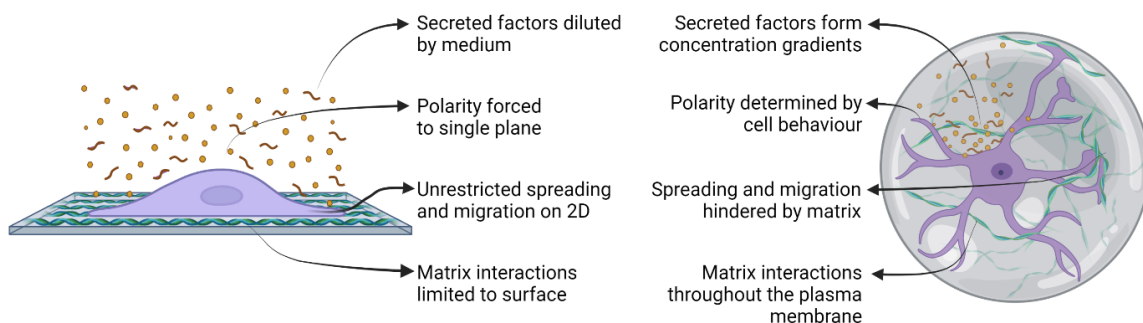 Secreted factors diluted
by medium
Polarity forced
to single plane
Unrestricted spreading
and migration on 2D
Matrix interactions
limited to surface
Secreted factors form
concentration gradients
Polarity determined by
cell behaviour
Spreading and migration
hindered by matrix
Matrix interactions
throughout the plasma
membrane